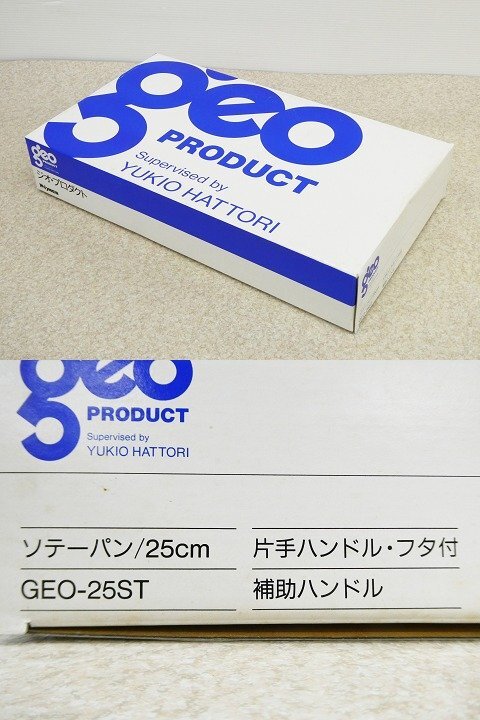 geo
PRODUCT
Supervised by
YUKIO HATTORI
geo
ジオ・プロダクト
geo
PRODUCT
Supervised by
YUKIO HATTORI
ソテーパン/25cm
片手ハンドル・フタ付
GEO-25ST
補助ハンドル